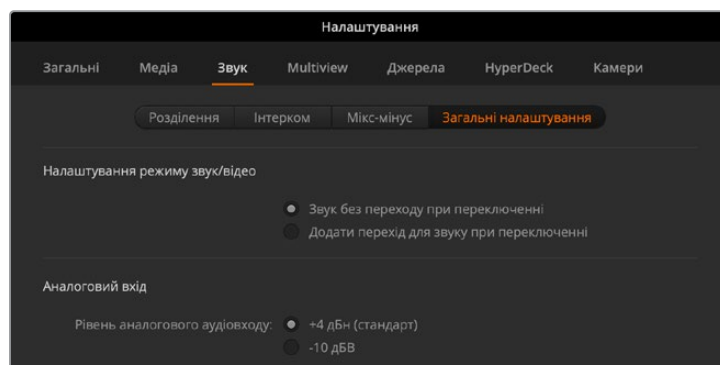 Налаштування
Загальні Медіа Звук Multiview Джерела HyperDeck Камери
Розділення Інтерком Мікс-мінус Загальні налаштування
Налаштування режиму звук/відео
Звук без переходу при переключенні
Додати перехід для звуку при переключенні
Аналоговий вхід
Рівень аналогового аудіовходу: +4 дБн (стандарт)
-10 дБВ